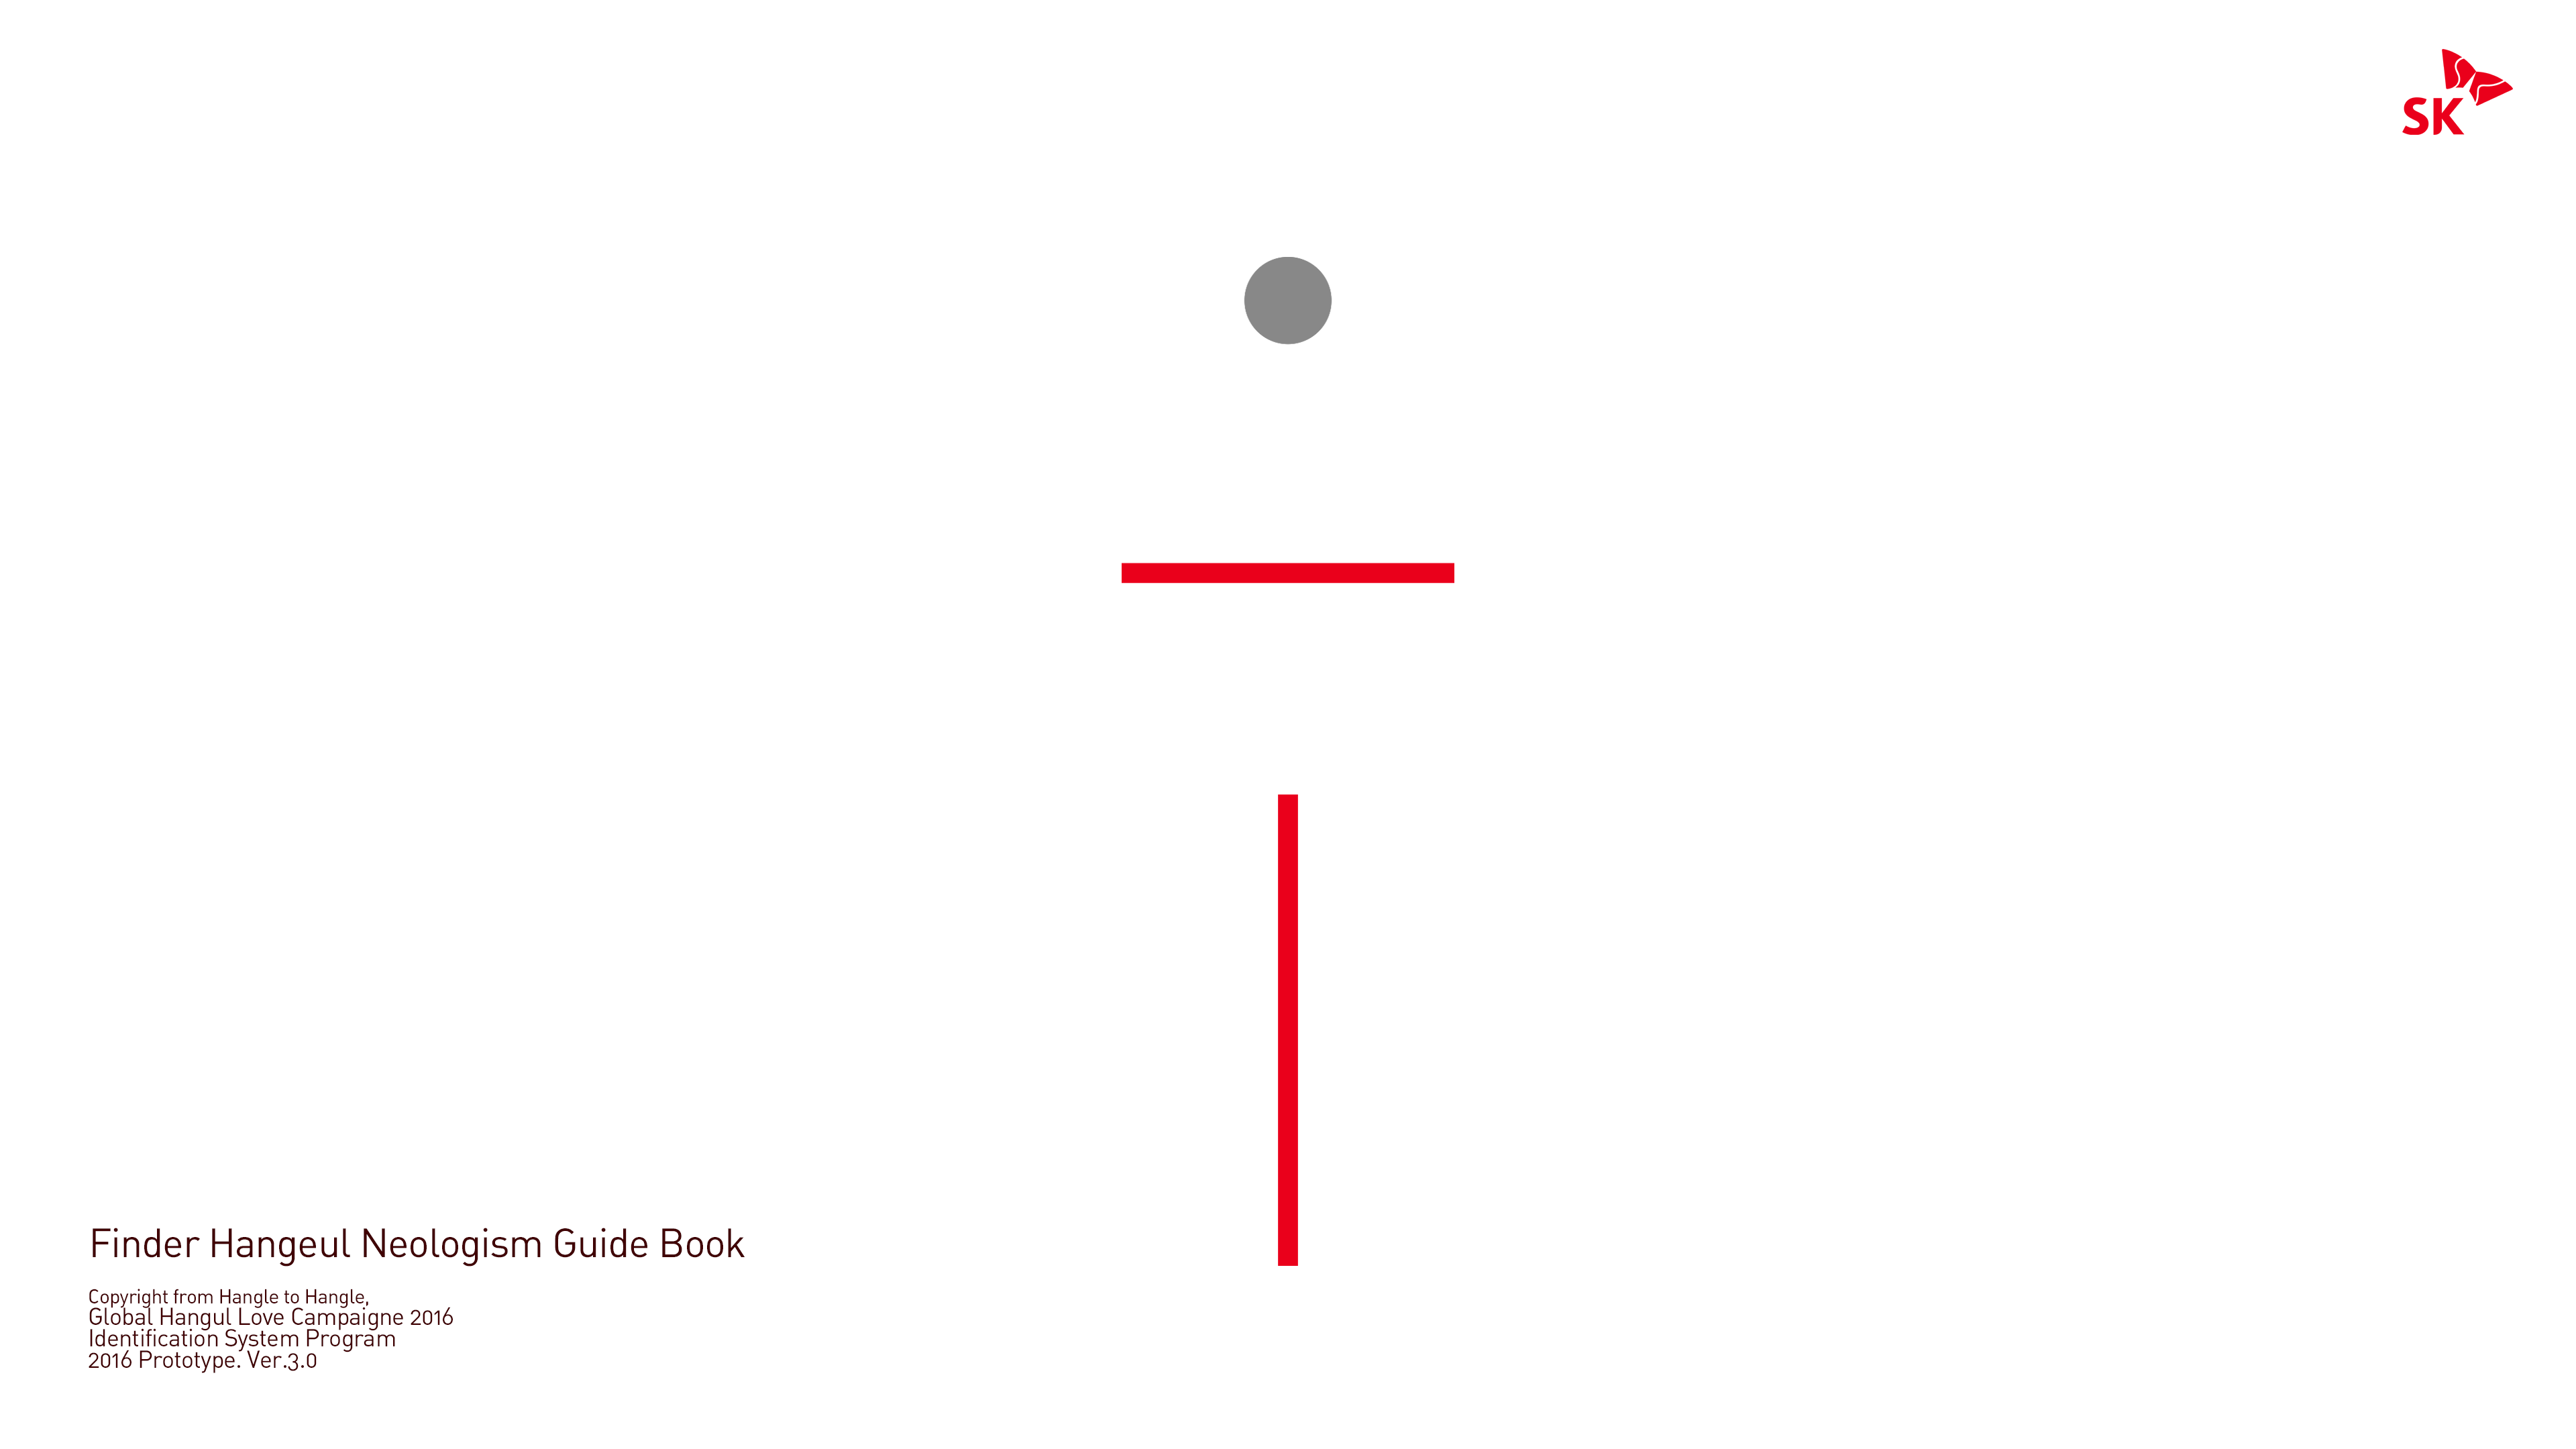 SK
Finder Hangeul Neologism Guide Book
Copyright from Hangle to Hangle,
Global Hangul Love Campaigne 2016
Identification System Program
2016 Prototype. Ver.3.0